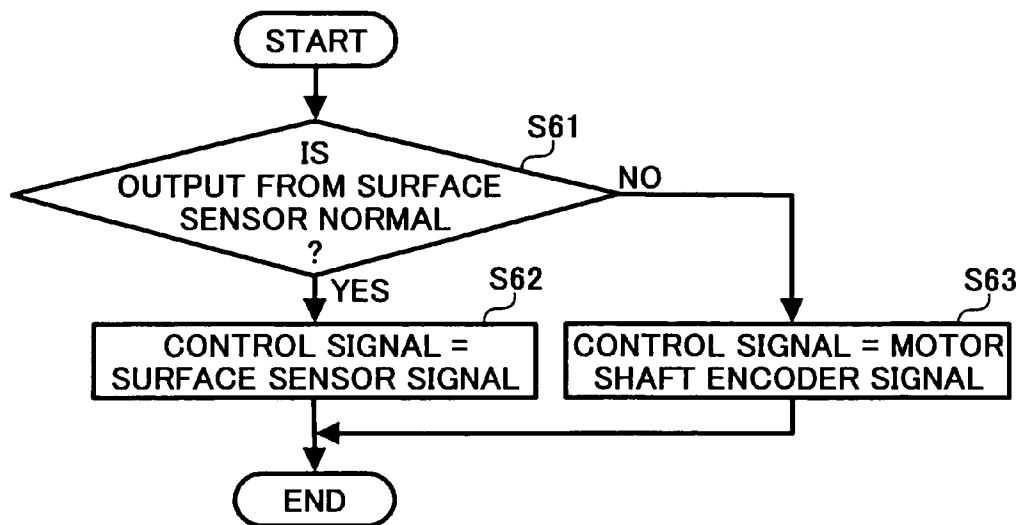 START
S61
IS
OUTPUT FROM SURFACE
SENSOR NORMAL
?
NO
YES
S62
CONTROL SIGNAL =
SURFACE SENSOR SIGNAL
S63
CONTROL SIGNAL = MOTOR
SHAFT ENCODER SIGNAL
END